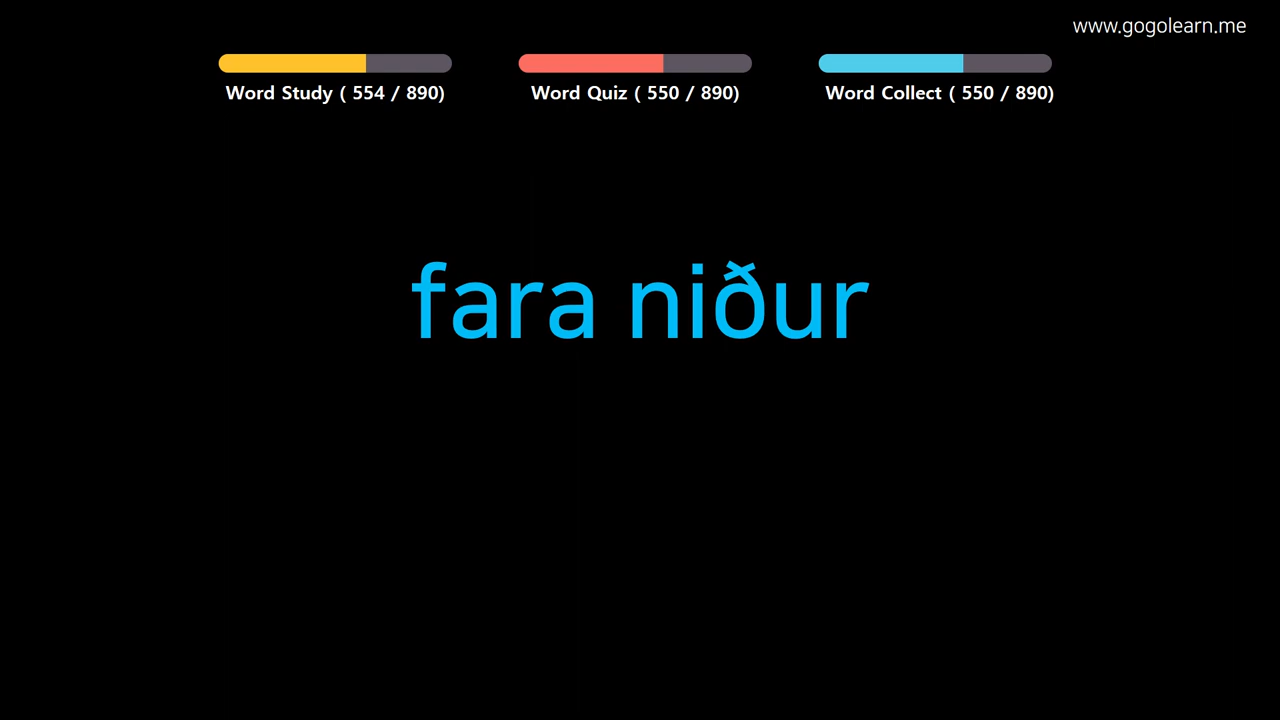 www.gogolearn.me
Word Study ( 554 / 890)
Word Quiz ( 550 / 890)
Word Collect ( 550 / 890)
fara niður